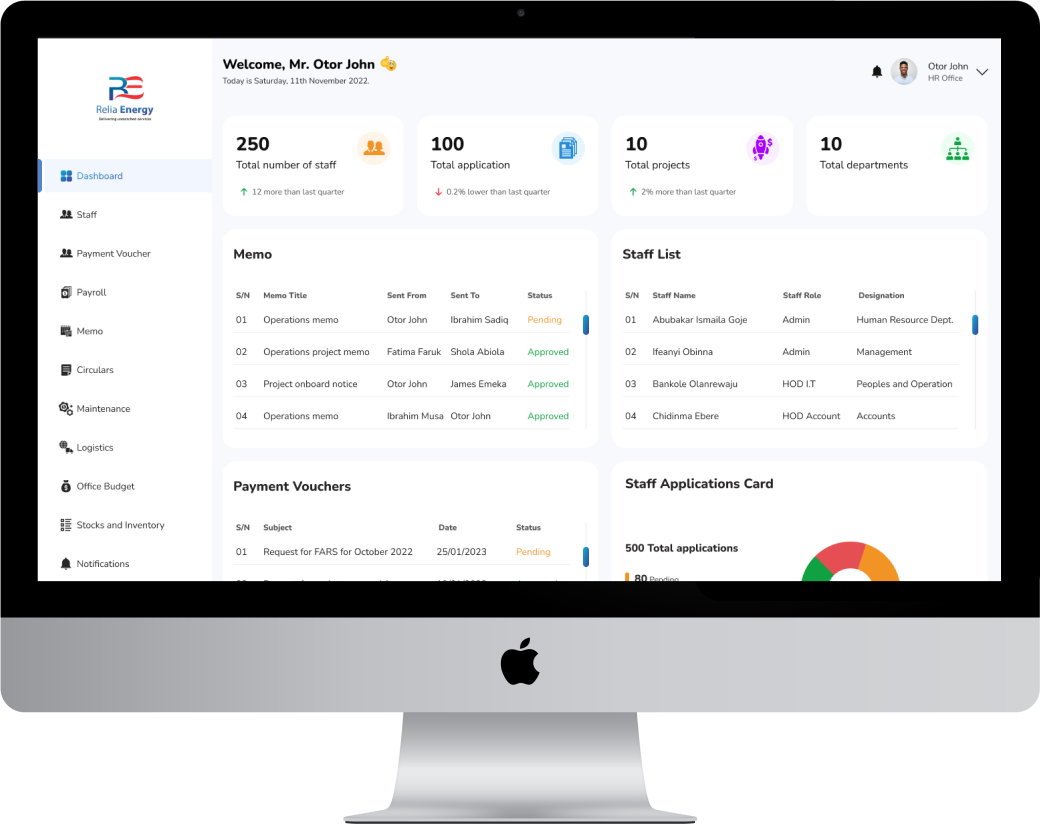 Relia Energy
Delivering unmatched services
Dashboard
Staff
Payment Voucher
Payroll
Memo
Circulars
Maintenance
Logistics
Office Budget
Stocks and Inventory
Notifications
Welcome, Mr. Otor John
Today is Saturday, 11th November 2022.
Otor John
HR Office
250
Total number of staff
12 more than last quarter
100
Total application
0.2% lower than last quarter
10
Total projects
2% more than last quarter
10
Total departments
Memo
S/N Memo Title Sent From Sent To Status
01 Operations memo Otor John Ibrahim Sadiq Pending
02 Operations project memo Fatima Faruk Shola Abiola Approved
03 Project onboard notice Otor John James Emeka Approved
04 Operations memo Ibrahim Musa Otor John Approved
Staff List
S/N Staff Name Staff Role Designation
01 Abubakar Ismaila Goje Admin Human Resource Dept.
02 Ifeanyi Obinna Admin Management
03 Bankole Olanrewaju HOD I.T Peoples and Operation
04 Chidinma Ebere HOD Account Accounts
Payment Vouchers
S/N Subject Date Status
01 Request for FARS for October 2022 25/01/2023 Pending
Staff Applications Card
500 Total applications
80 Pending